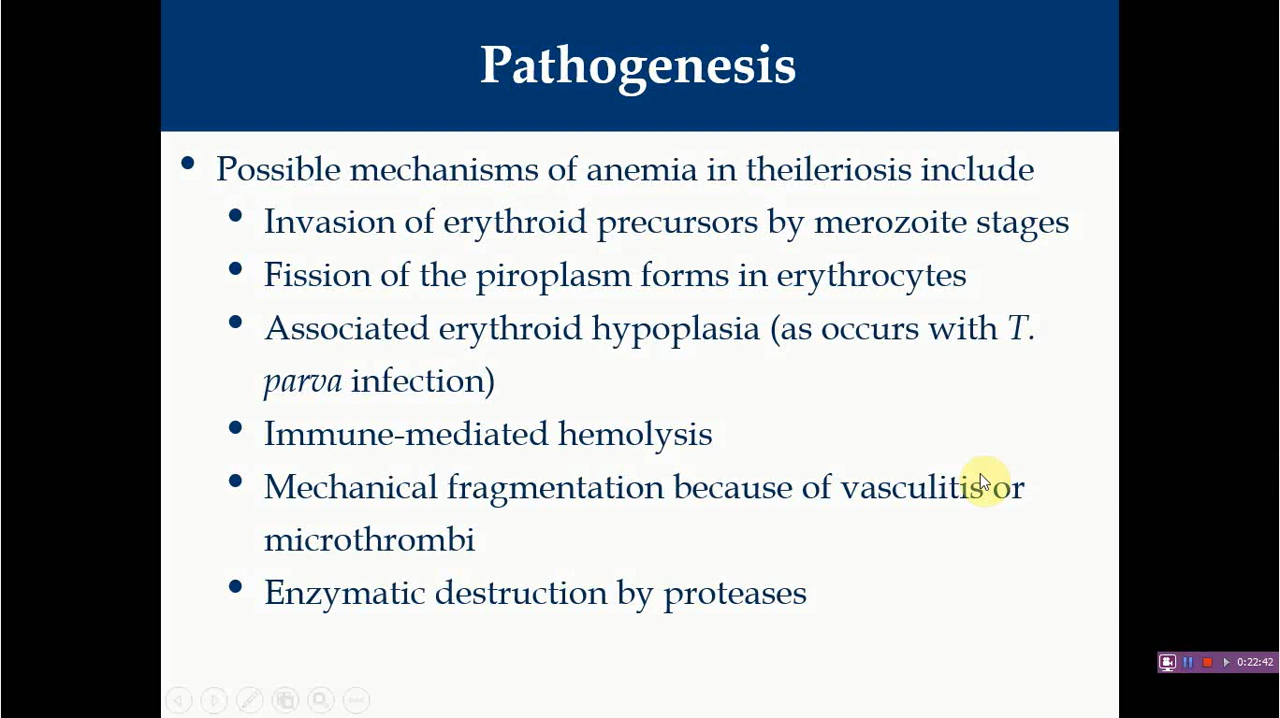 Pathogenesis
• Possible mechanisms of anemia in theileriosis include
• Invasion of erythroid precursors by merozoite stages
• Fission of the piroplasm forms in erythrocytes
• Associated erythroid hypoplasia (as occurs with T.
parva infection)
• Immune-mediated hemolysis
• Mechanical fragmentation because of vasculitis or
microthrombi
• Enzymatic destruction by proteases
0:22:42